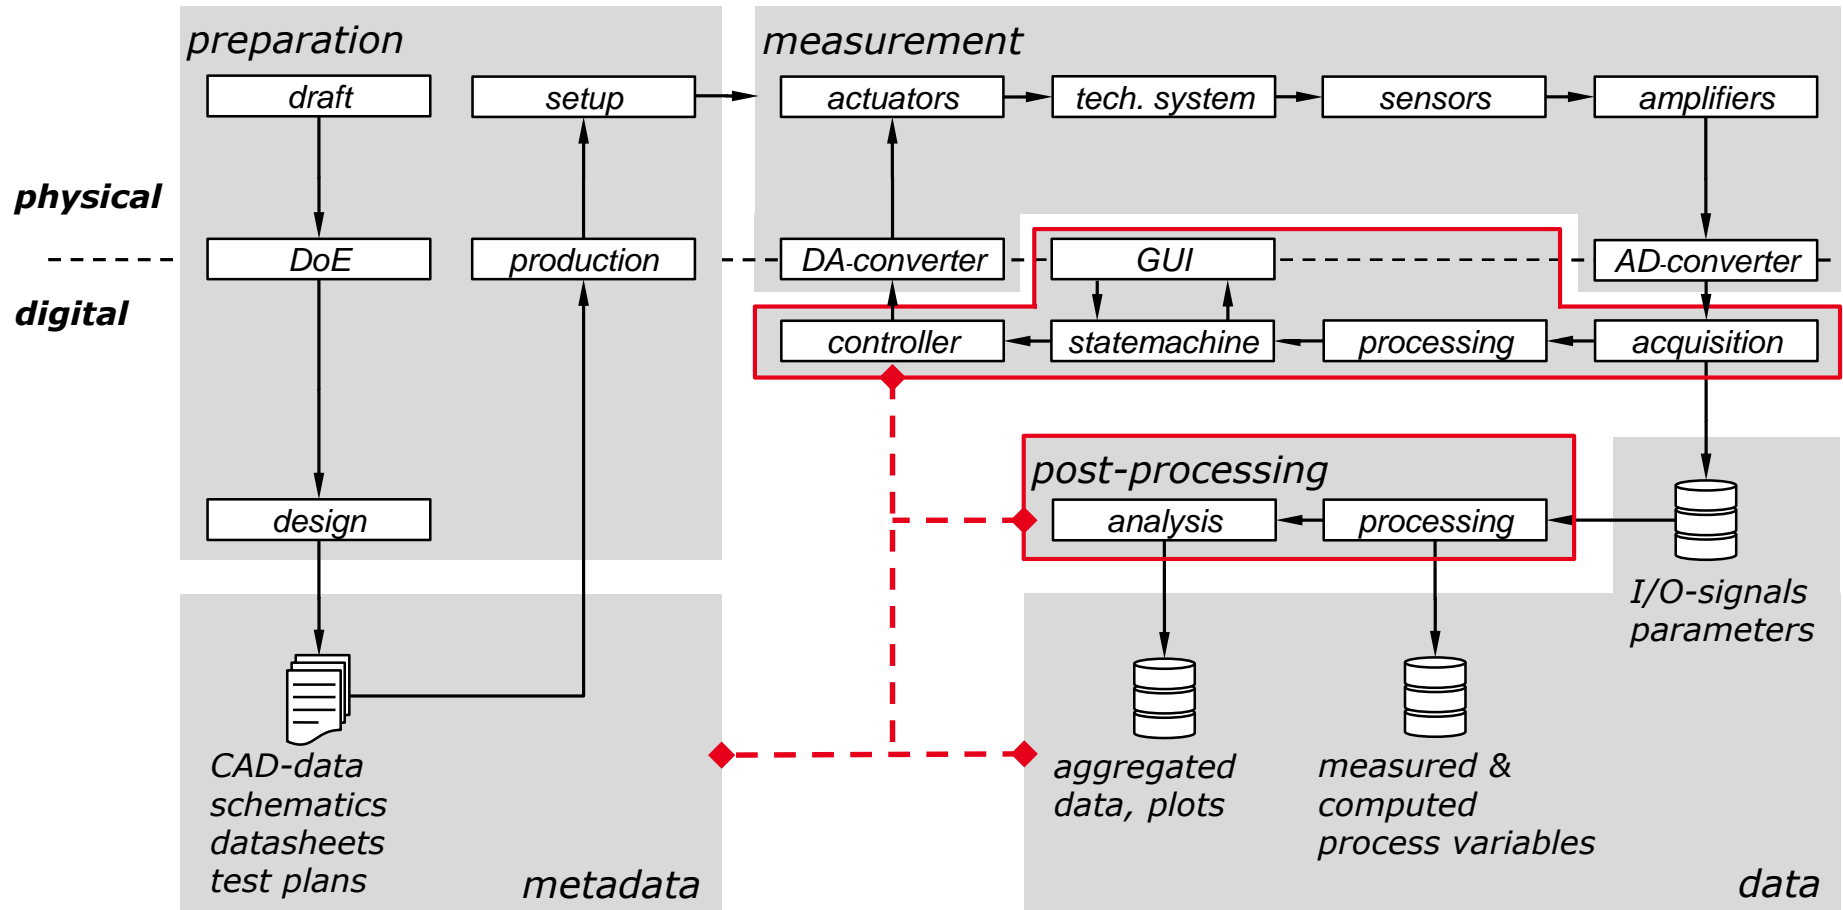 preparation
measurement
draft
setup
actuators
tech. system
sensors
amplifiers
physical
DoE
production
DA-converter
GUI
AD-converter
digital
controller
statemachine
processing
acquisition
post-processing
design
analysis
processing
I/O-signals
parameters
CAD-data
schematics
datasheets
test plans
aggregated
data, plots
measured &
computed
process variables
metadata
data